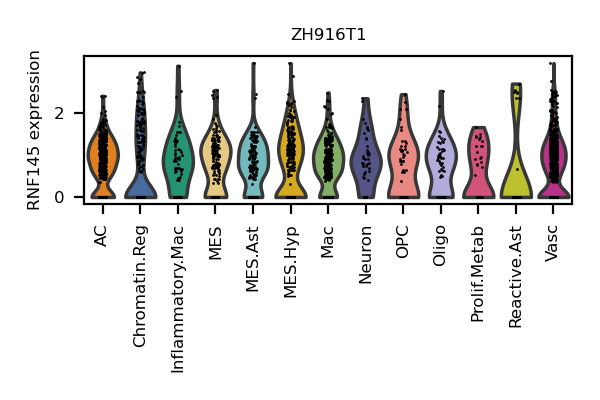 ZH916T1
RNF145 expression
2
0
AC
Chromatin.Reg
Inflammatory.Mac
MES
MES.Ast
MES.Hyp
Mac
Neuron
OPC
Oligo
Prolif.Metab
Reactive.Ast
Vasc